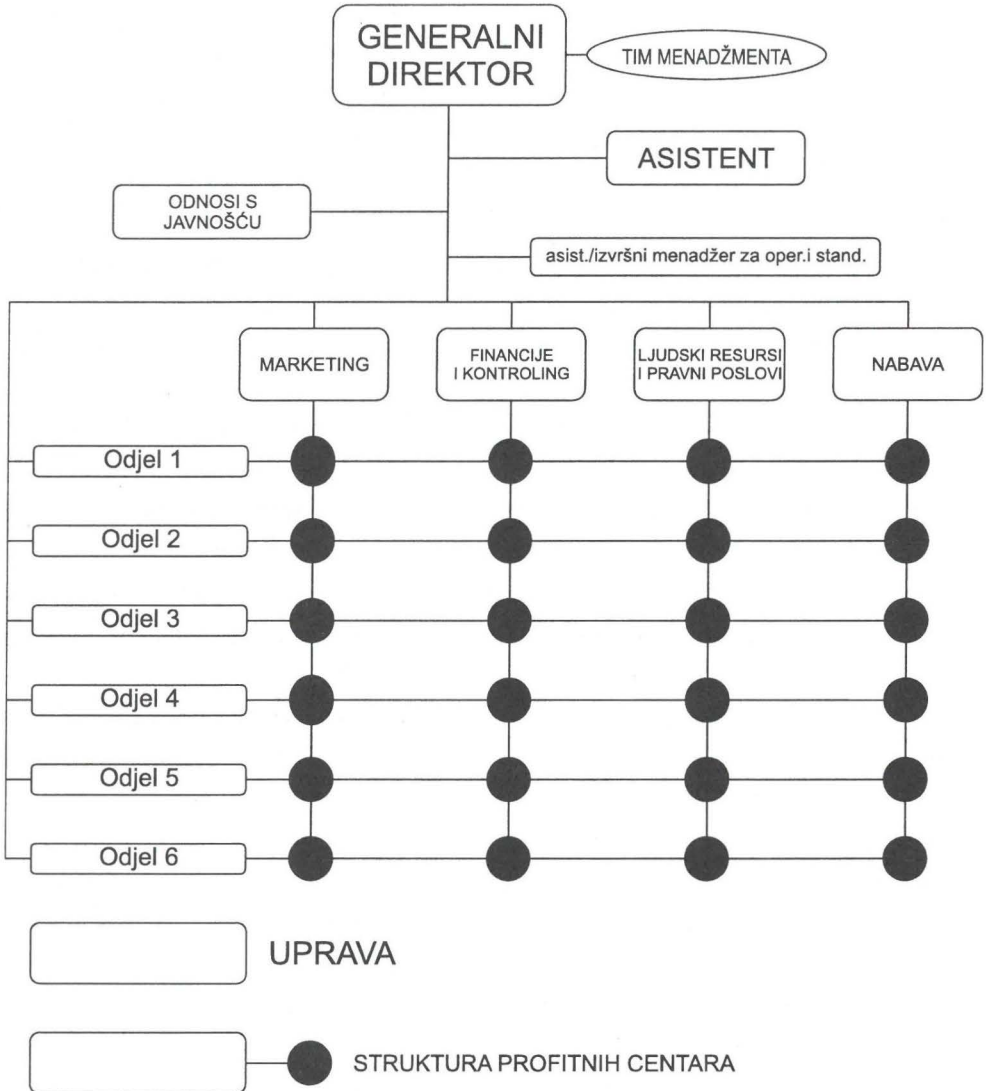 GENERALNI
DIREKTOR
TIM MENADŽMENTA
ASISTENT
ODNOSI S
JAVNOŠĆU
asist./izvršni menadžer za oper.i stand.
MARKETING
FINANCIJE
I KONTROLING
LJUDSKI RESURSI
I PRAVNI POSLOVI
NABAVA
Odjel 1
Odjel 2
Odjel 3
Odjel 4
Odjel 5
Odjel 6
UPRAVA
STRUKTURA PROFITNIH CENTARA